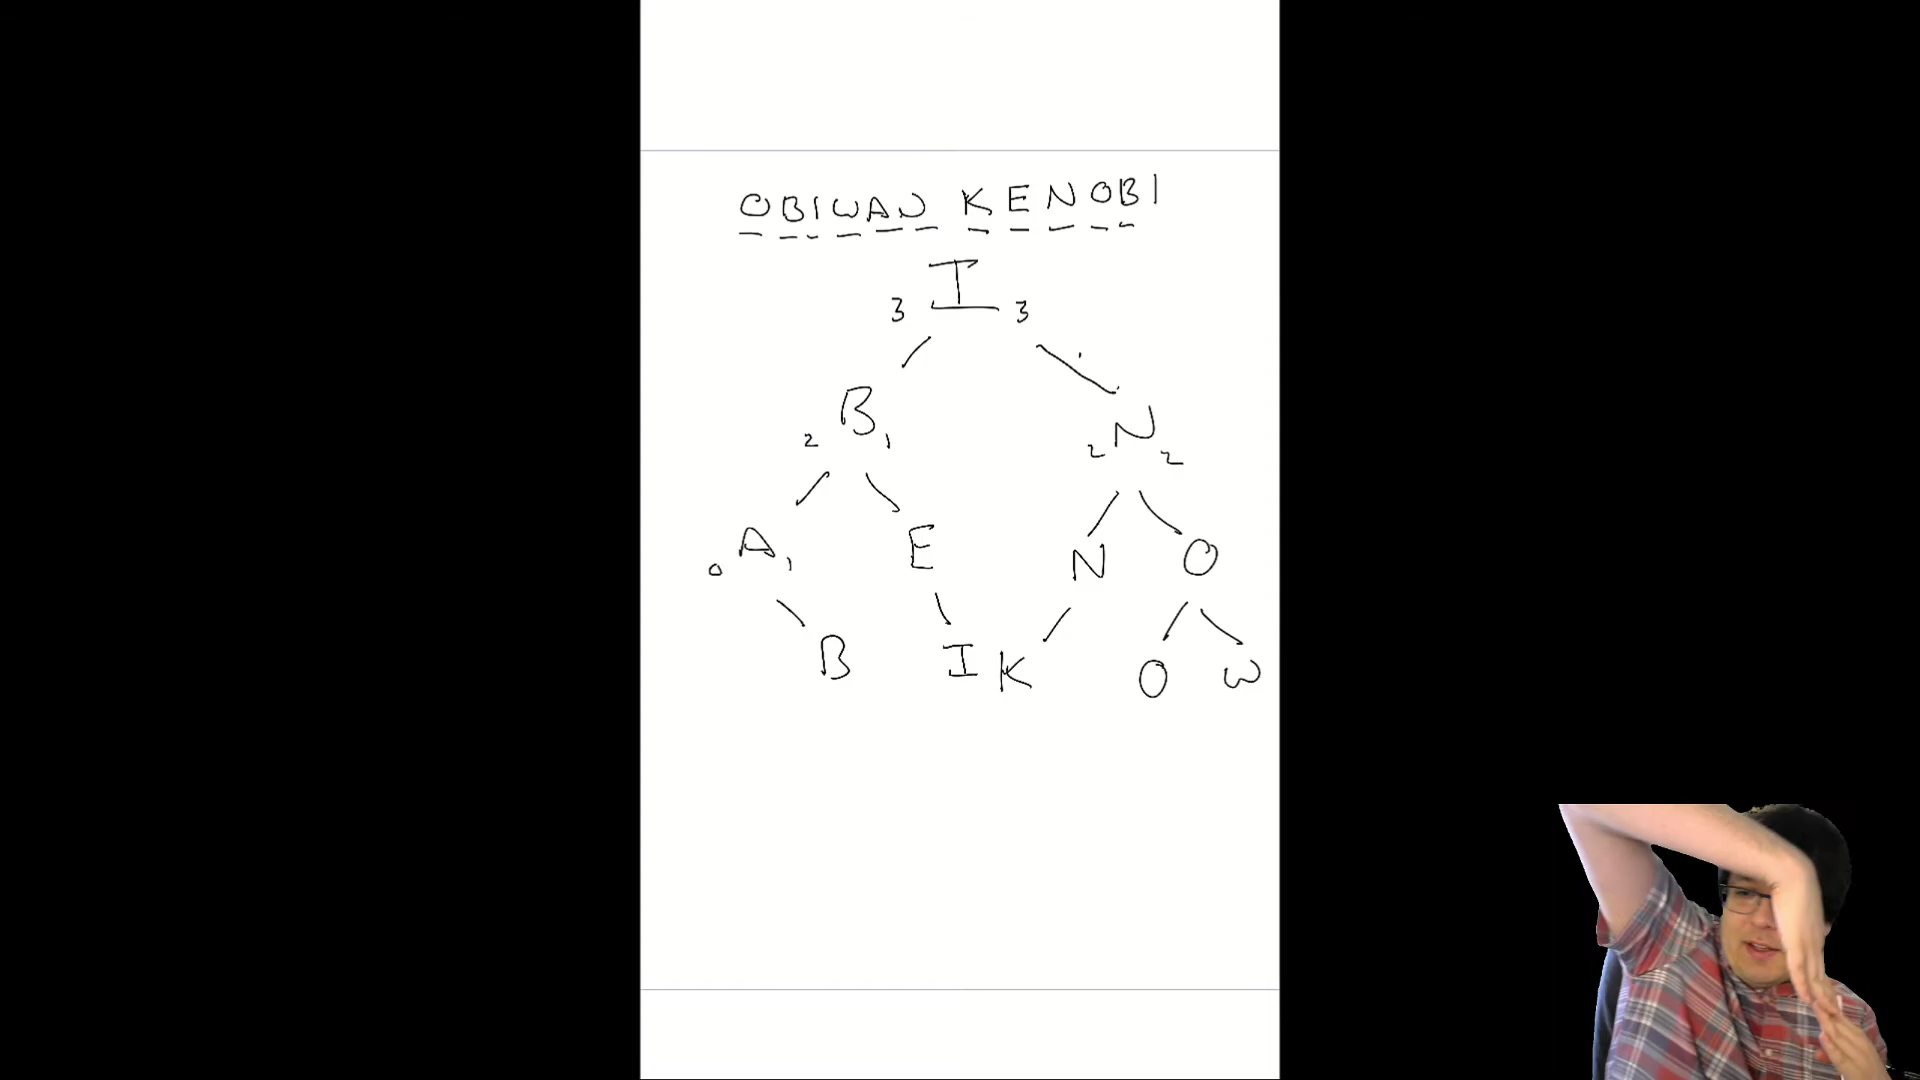 OBIWAN KENOBI
3 I 3
2 B 1 2 N 2
0 A 1 E N O
B I K O W